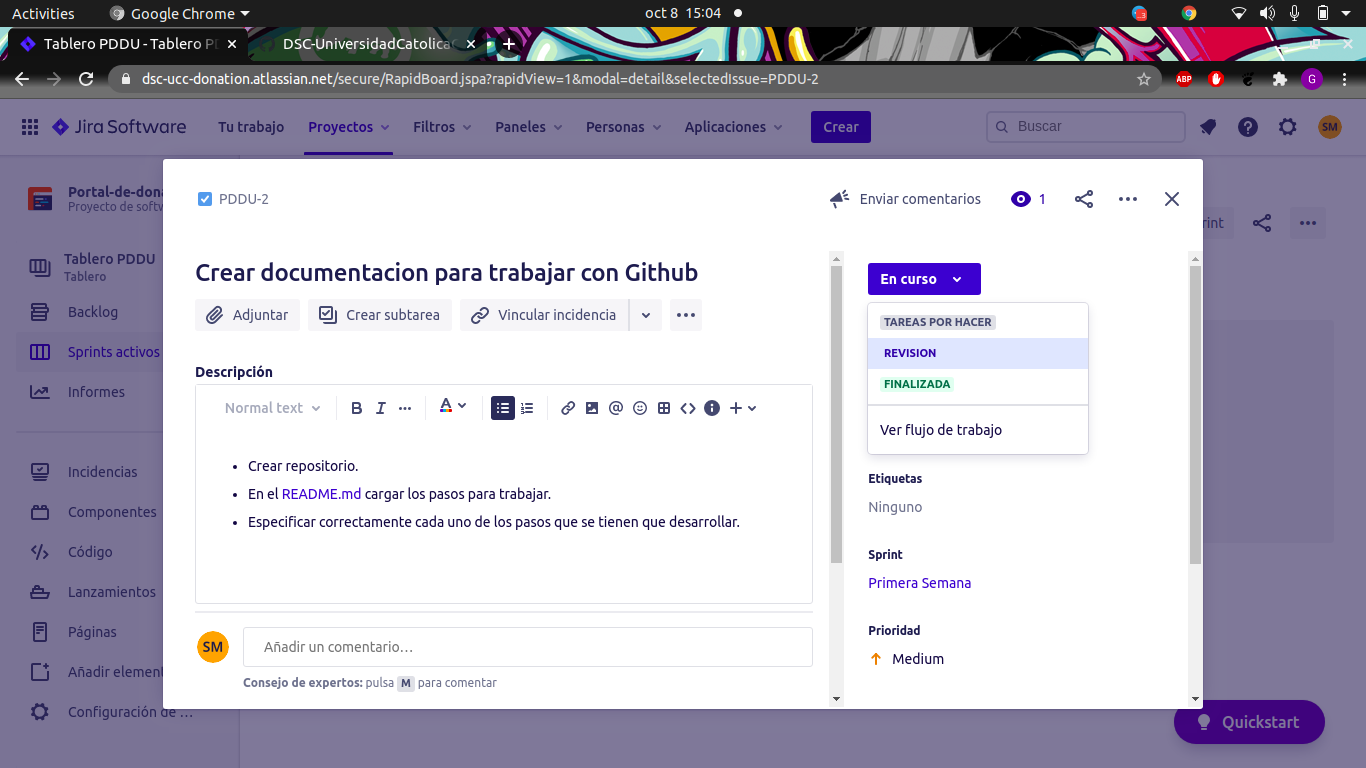 Activities
Google Chrome
oct 8 15:04
Tablero PDDU - Tablero PD
DSC-UniversidadCatolica
dsc-ucc-donation.atlassian.net/secure/RapidBoard.jspa?rapidView=1&modal=detail&selectedIssue=PDDU-2
ABP
G
Jira Software
Tu trabajo
Proyectos
Filtros
Paneles
Personas
Aplicaciones
Crear
Buscar
SM
Portal-de-dona
Proyecto de softw
Tablero PDDU
Tablero
Backlog
Sprints activos
Informes
Incidencias
Componentes
Código
Lanzamientos
Páginas
Añadir element
Configuración de ...
PDDU-2
Enviar comentarios
1
rint
Crear documentacion para trabajar con Github
Adjuntar
Crear subtarea
Vincular incidencia
Descripción
Normal text
B I A
Crear repositorio.
En el README.md cargar los pasos para trabajar.
Especificar correctamente cada uno de los pasos que se tienen que desarrollar.
SM
Añadir un comentario...
Consejo de expertos: pulsa M para comentar
En curso
TAREAS POR HACER
REVISION
FINALIZADA
Ver flujo de trabajo
Etiquetas
Ninguno
Sprint
Primera Semana
Prioridad
Medium
Quickstart